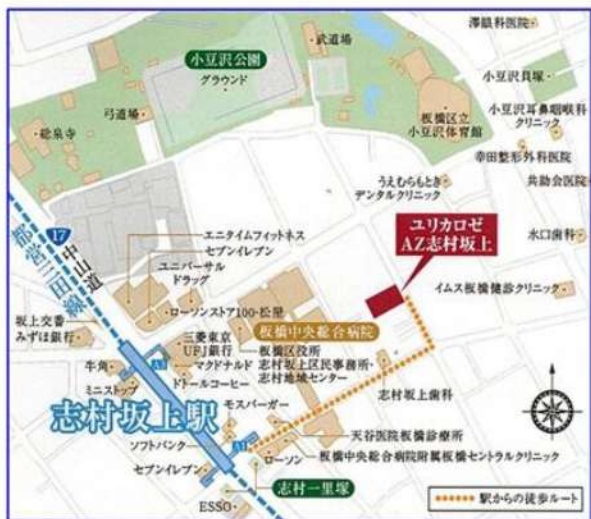 澤眼科医院
武道場
小豆沢公園
グラウンド
小豆沢貝塚
弓道場
板橋区立
小豆沢体育館
小豆沢耳鼻咽喉科
クリニック
総泉寺
幸田整形外科医院
うえむらもとき
デンタルクリニック
共助会医院
17
中山道
都営三田線
エニタイムフィットネス
セブンイレブン
ユニバーサル
ドラッグ
ユリカロゼ
AZ志村坂上
水口歯科
ローソンストア100・松屋
イムス板橋健診クリニック
坂上交番
みずほ銀行
三菱東京
UFJ銀行
板橋中央総合病院
板橋区役所
志村坂上区民事務所・
志村地域センター
牛角
マクドナルド
ミニストップ
ドトールコーヒー
志村坂上歯科
志村坂上駅
モスバーガー
天谷医院板橋診療所
ソフトバンク
A1
ローソン
板橋中央総合病院附属板橋セントラルクリニック
セブンイレブン
志村一里塚
ESSO
駅からの徒歩ルート